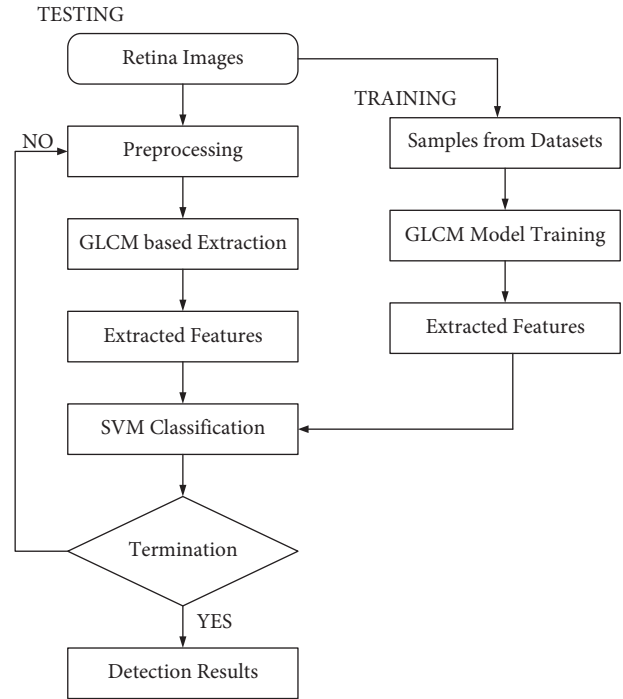 TESTING
Retina Images
TRAINING
NO
Preprocessing
Samples from Datasets
GLCM based Extraction
GLCM Model Training
Extracted Features
Extracted Features
SVM Classification
Termination
YES
Detection Results